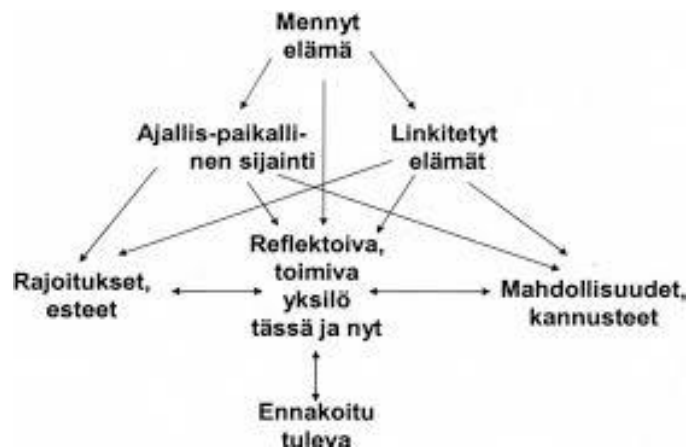 Mennyt
elämä
Ajallis-paikalli-
nen sijainti
Linkitetyt
elämät
Reflektoiva,
toimiva
yksilö
tässä ja nyt
Rajoitukset,
esteet
Mahdollisuudet,
kannusteet
Ennakoitu
tuleva